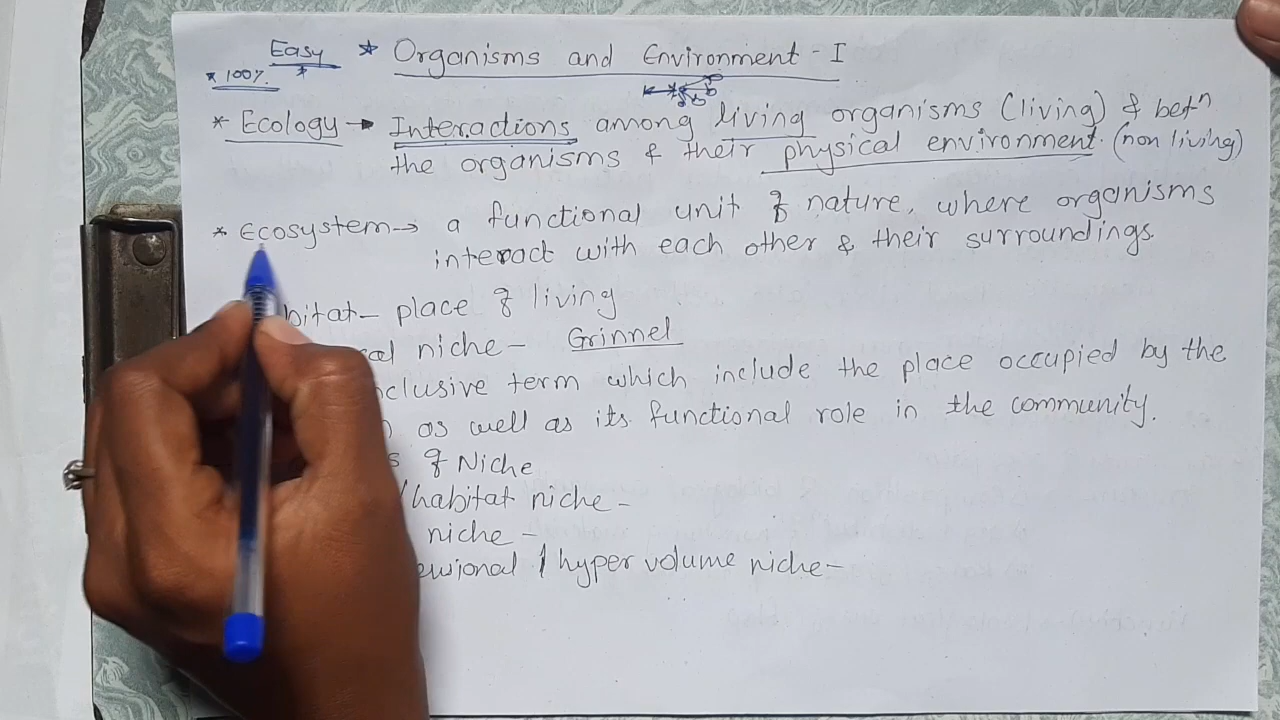 Easy * Organisms and Environment - I
* 100%. *
* Ecology → Interactions among living organisms (living) & betⁿ
the organisms & their physical environment. (non living)
* Ecosystem → a functional unit of nature, where organisms
interact with each other & their surroundings.
bitat - place of living
cal niche - Grinnel
nclusive term which include the place occupied by the
as well as its functional role in the community.
s of Niche
/habitat niche -
niche -
/ hyper volume niche -